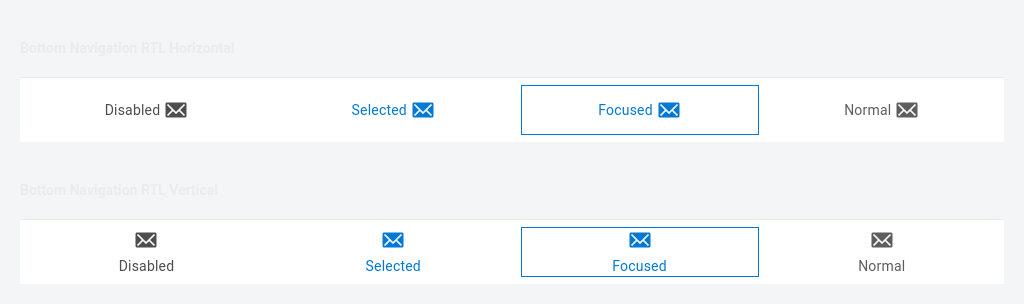 Bottom Navigation RTL Horizontal
Disabled Selected Focused Normal
Bottom Navigation RTL Vertical
Disabled Selected Focused Normal